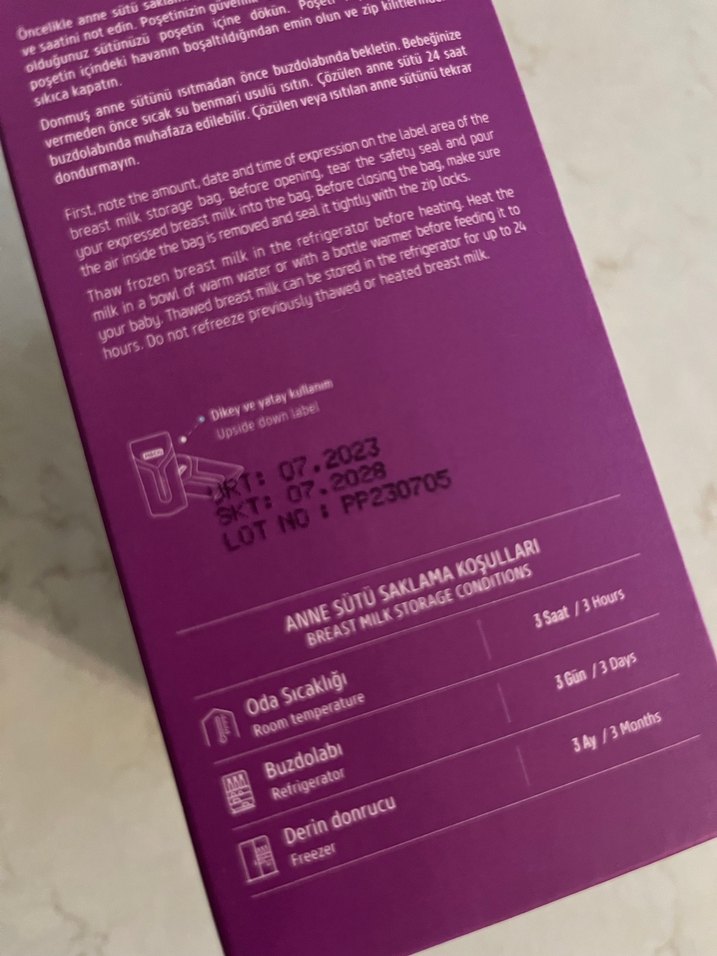 Öncelikle anne sütü
ve saatini not edin. Poşetinizin
olduğunuz sütünüzü poşetin içine dökün.
poşetin içindeki havanın boşaltıldığından emin olun ve zip
sıkıca kapatın.
Donmuş anne sütünü ısıtmadan önce buzdolabında bekletin. Bebeğinize
vermeden önce sıcak su benmari usulü ısıtın. Çözülen anne sütü 24 saat
buzdolabında muhafaza edilebilir. Çözülen veya ısıtılan anne sütünü tekrar
dondurmayın.
First, note the amount, date and time of expression on the label area of the
breast milk storage bag. Before opening, tear the safety seal and pour
your expressed breast milk into the bag. Before closing the bag, make sure
the air inside the bag is removed and seal it tightly with the zip locks.
Thaw frozen breast milk in the refrigerator before heating. Heat the
milk in a bowl of warm water or with a bottle warmer before feeding it to
your baby. Thawed breast milk can be stored in the refrigerator for up to 24
hours. Do not refreeze previously thawed or heated breast milk.
Dikey ve yatay kullanım
Upside down label
ÜRT: 07.2023
SKT: 07.2028
LOT NO : PP230705
ANNE SÜTÜ SAKLAMA KOŞULLARI
BREAST MILK STORAGE CONDITIONS
Oda Sıcaklığı
Room temperature
3 Saat / 3 Hours
Buzdolabı
Refrigerator
3 Gün / 3 Days
Derin donrucu
Freezer
3 Ay / 3 Months